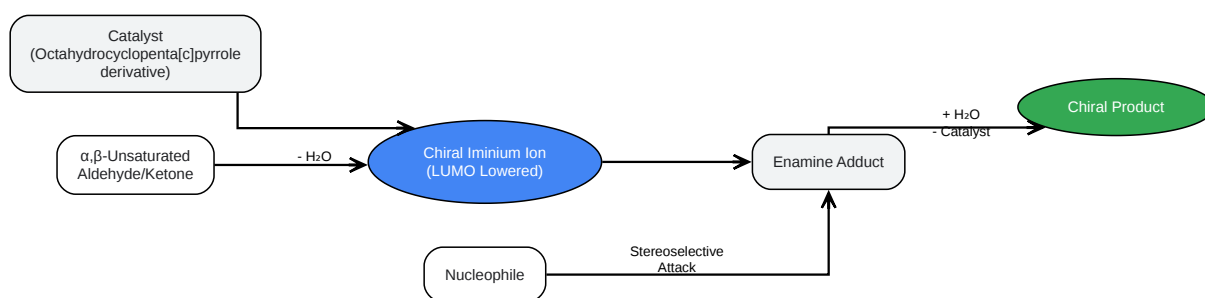 Catalyst
(Octahydrocyclopenta[c]pyrrole
derivative)
α,β-Unsaturated
Aldehyde/Ketone
- H₂O
Chiral Iminium Ion
(LUMO Lowered)
Nucleophile
Stereoselective
Attack
Enamine Adduct
+ H₂O
- Catalyst
Chiral Product